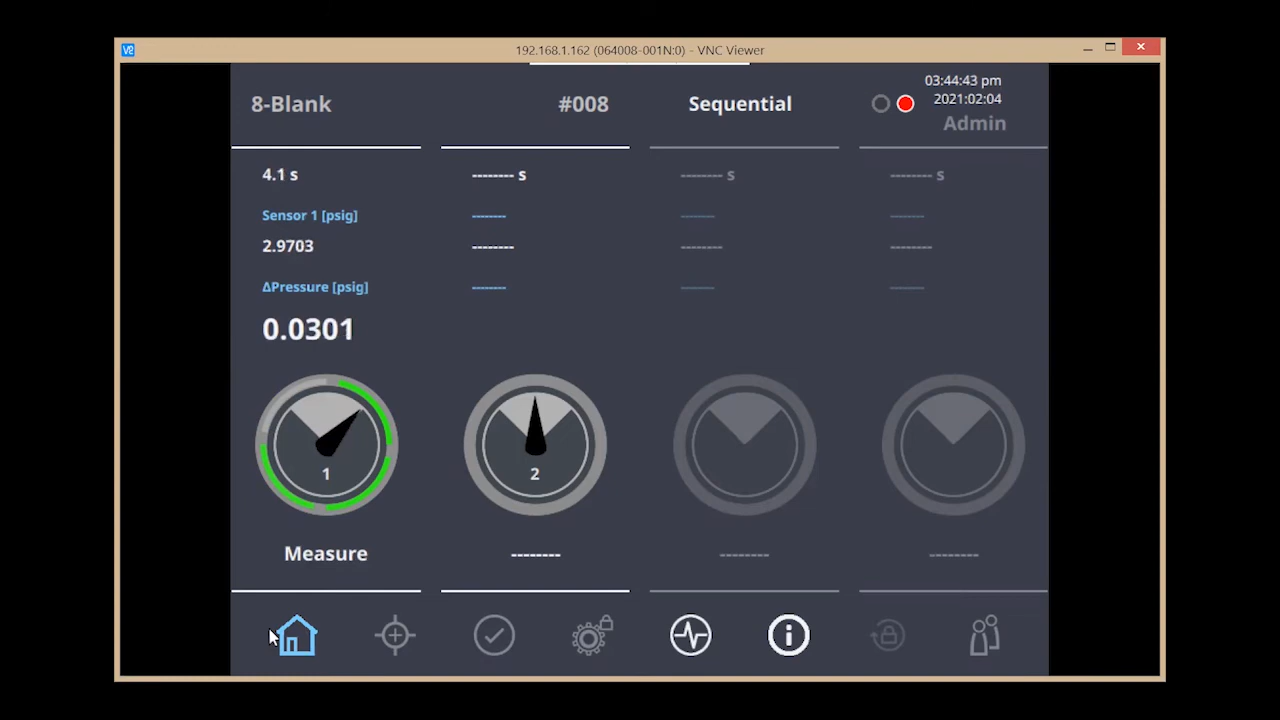 192.168.1.162 (064008-001N:0) - VNC Viewer
8-Blank
#008
Sequential
03:44:43 pm
2021:02:04
Admin
4.1 s
-------- s
-------- s
-------- s
Sensor 1 [psig]
--------
--------
--------
2.9703
--------
--------
--------
ΔPressure [psig]
--------
--------
--------
0.0301
1
2
Measure
--------
--------
--------